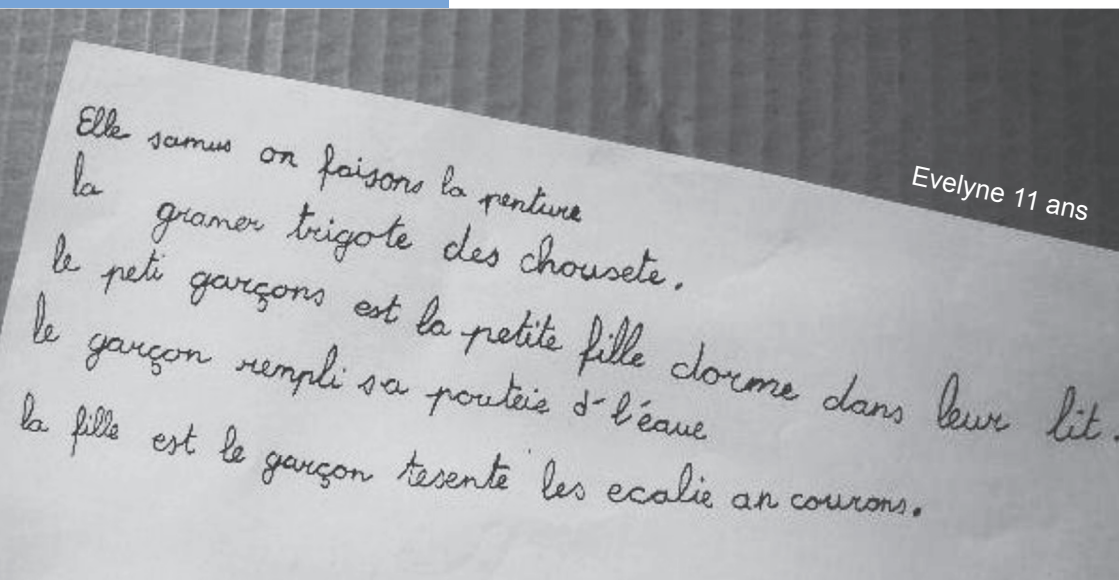 Elle samus on faisons la penture
la gramer trigote des chousete.
le peti garçons est la petite fille dorme dans leur lit.
le garçon rempli sa pouteie d'l'éaue
la fille est le garçon tesente les ecalie an courons.
Evelyne 11 ans